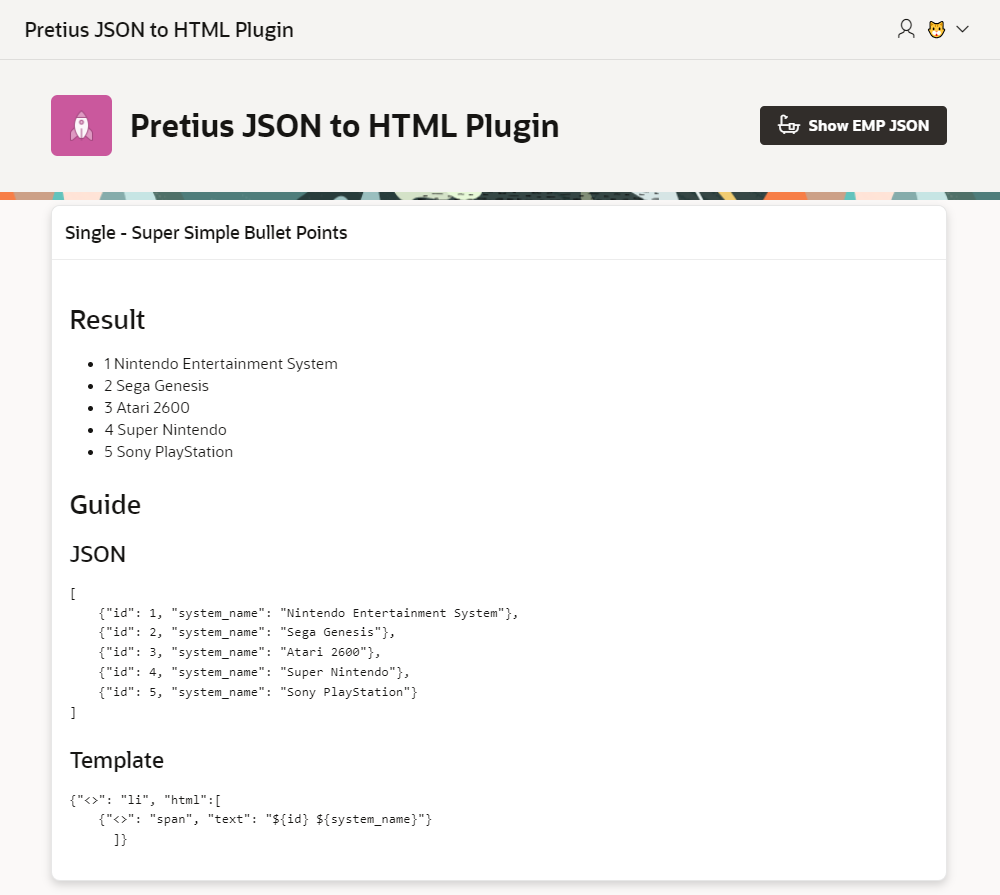 Pretius JSON to HTML Plugin
Pretius JSON to HTML Plugin
Show EMP JSON
Single - Super Simple Bullet Points
Result
• 1 Nintendo Entertainment System
• 2 Sega Genesis
• 3 Atari 2600
• 4 Super Nintendo
• 5 Sony PlayStation
Guide
JSON
[
    {"id": 1, "system_name": "Nintendo Entertainment System"},
    {"id": 2, "system_name": "Sega Genesis"},
    {"id": 3, "system_name": "Atari 2600"},
    {"id": 4, "system_name": "Super Nintendo"},
    {"id": 5, "system_name": "Sony PlayStation"}
]
Template
{"<>": "li", "html":[
    {"<>": "span", "text": "${id} ${system_name}"}
      ]}